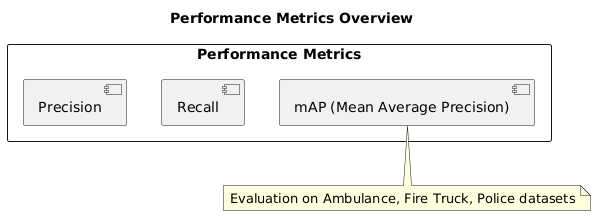 Performance Metrics Overview
Performance Metrics
Precision
Recall
mAP (Mean Average Precision)
Evaluation on Ambulance, Fire Truck, Police datasets